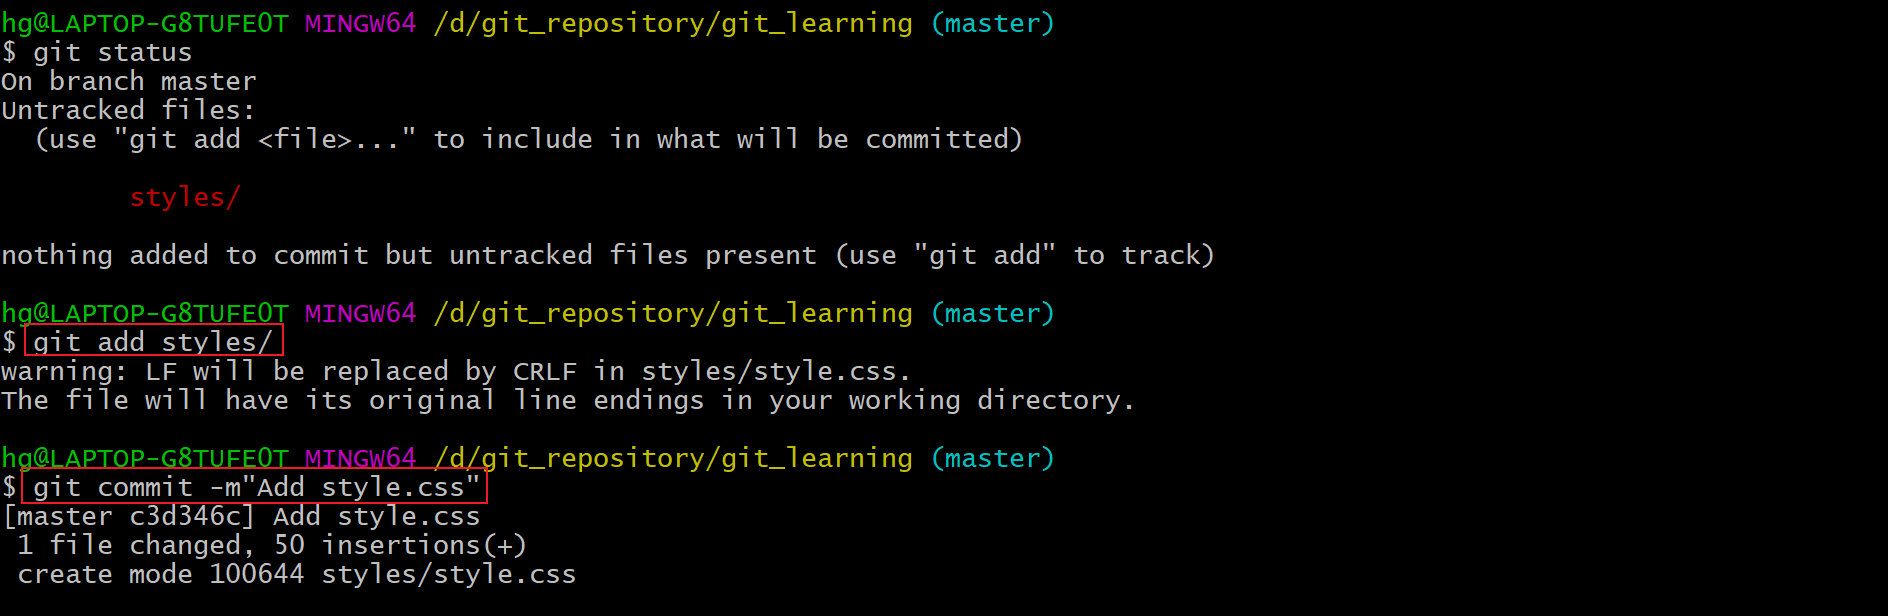 hg@LAPTOP-G8TUFE0T MINGW64 /d/git_repository/git_learning (master)
$ git status
On branch master
Untracked files:
  (use "git add <file>..." to include in what will be committed)
        styles/
nothing added to commit but untracked files present (use "git add" to track)
hg@LAPTOP-G8TUFE0T MINGW64 /d/git_repository/git_learning (master)
$ git add styles/
warning: LF will be replaced by CRLF in styles/style.css.
The file will have its original line endings in your working directory.
hg@LAPTOP-G8TUFE0T MINGW64 /d/git_repository/git_learning (master)
$ git commit -m"Add style.css"
[master c3d346c] Add style.css
 1 file changed, 50 insertions(+)
 create mode 100644 styles/style.css